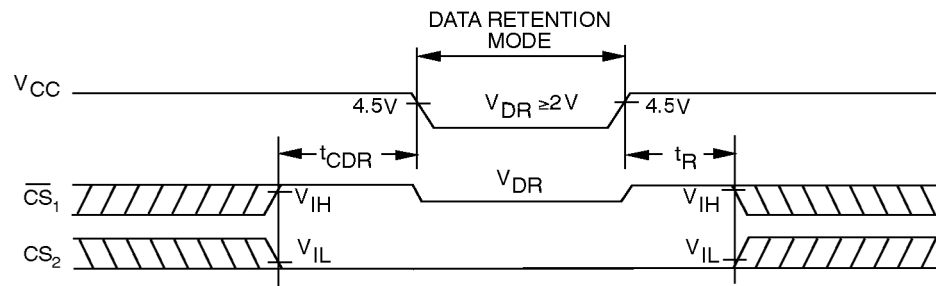 DATA RETENTION
MODE
VCC
4.5V
VDR ≥2V
4.5V
tCDR
tR
CS1
VIH
VDR
VIH
CS2
VIL
VIL